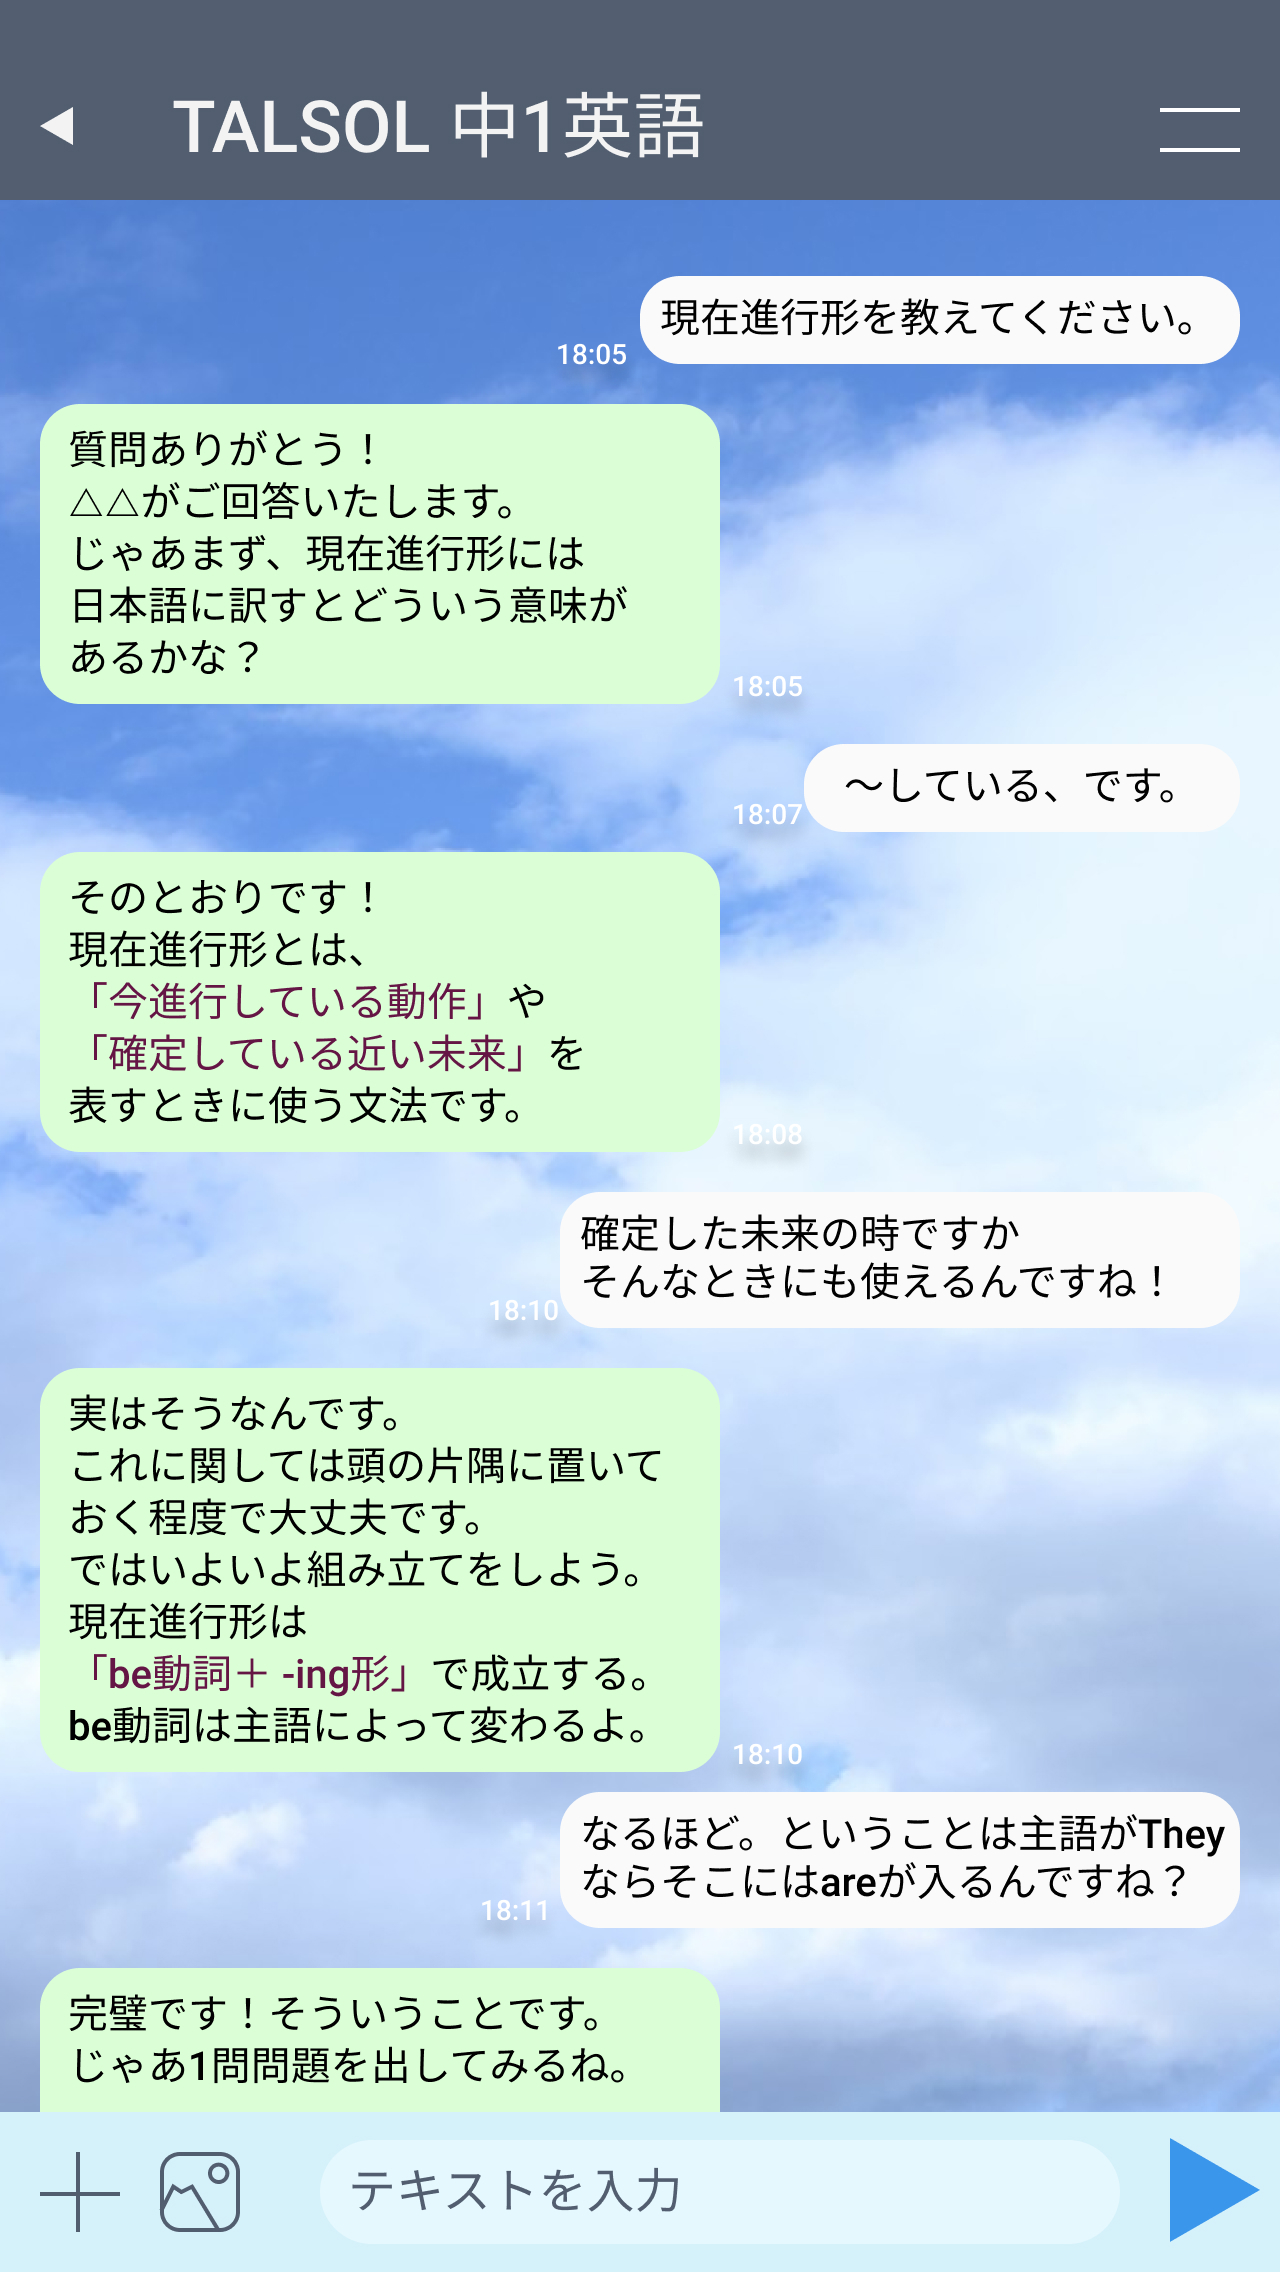 TALSOL 中1英語
現在進行形を教えてください。
18:05
質問ありがとう！
△△がご回答いたします。
じゃあまず、現在進行形には
日本語に訳すとどういう意味が
あるかな？
18:05
〜している、です。
18:07
そのとおりです！
現在進行形とは、
「今進行している動作」や
「確定している近い未来」を
表すときに使う文法です。
18:08
確定した未来の時ですか
そんなときにも使えるんですね！
18:10
実はそうなんです。
これに関しては頭の片隅に置いて
おく程度で大丈夫です。
ではいよいよ組み立てをしよう。
現在進行形は
「be動詞＋ -ing形」で成立する。
be動詞は主語によって変わるよ。
18:10
なるほど。ということは主語がThey
ならそこにはareが入るんですね？
18:11
完璧です！そういうことです。
じゃあ1問問題を出してみるね。
テキストを入力